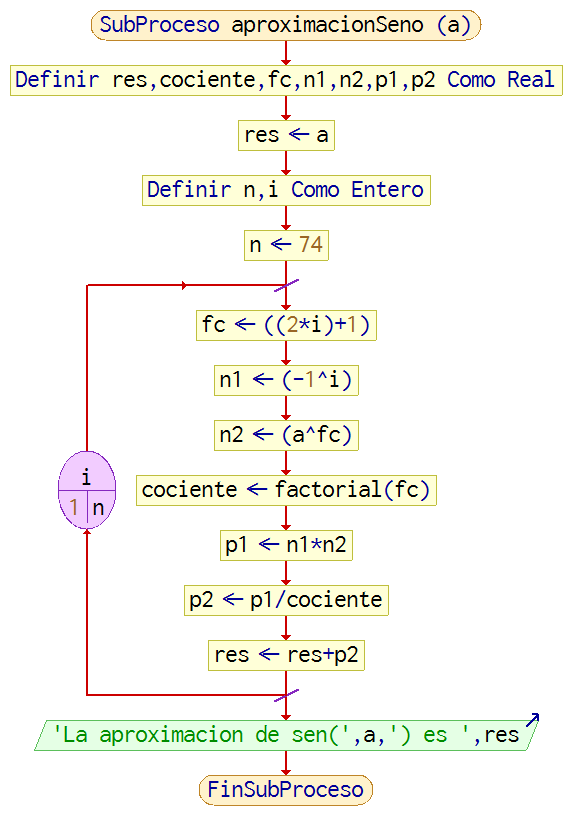 SubProceso aproximacionSeno (a)
Definir res,cociente,fc,n1,n2,p1,p2 Como Real
res ← a
Definir n,i Como Entero
n ← 74
fc ← ((2*i)+1)
n1 ← (-1^i)
n2 ← (a^fc)
i
1 n
cociente ← factorial(fc)
p1 ← n1*n2
p2 ← p1/cociente
res ← res+p2
'La aproximacion de sen(',a,') es ',res
FinSubProceso